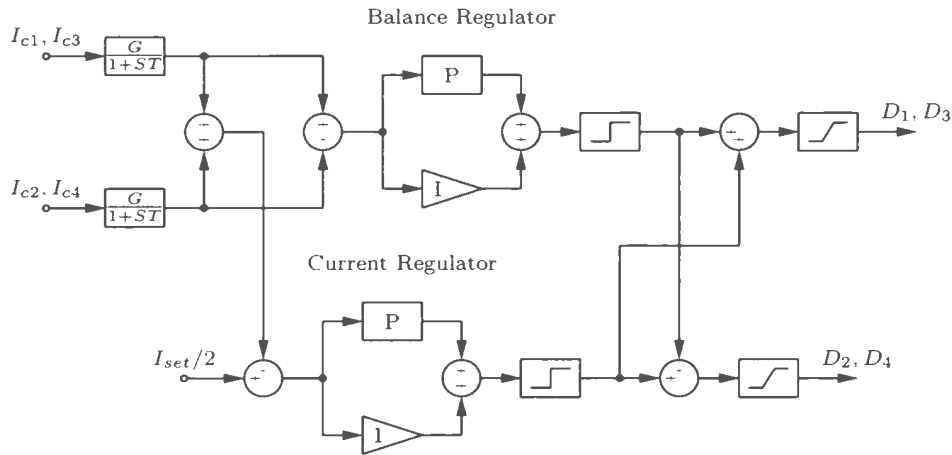 Balance Regulator
I_{c1}, I_{c3}
G
1+ST
P
I
D_1, D_3
I_{c2}, I_{c4}
G
1+ST
Current Regulator
P
I_{set}/2
1
D_2, D_4